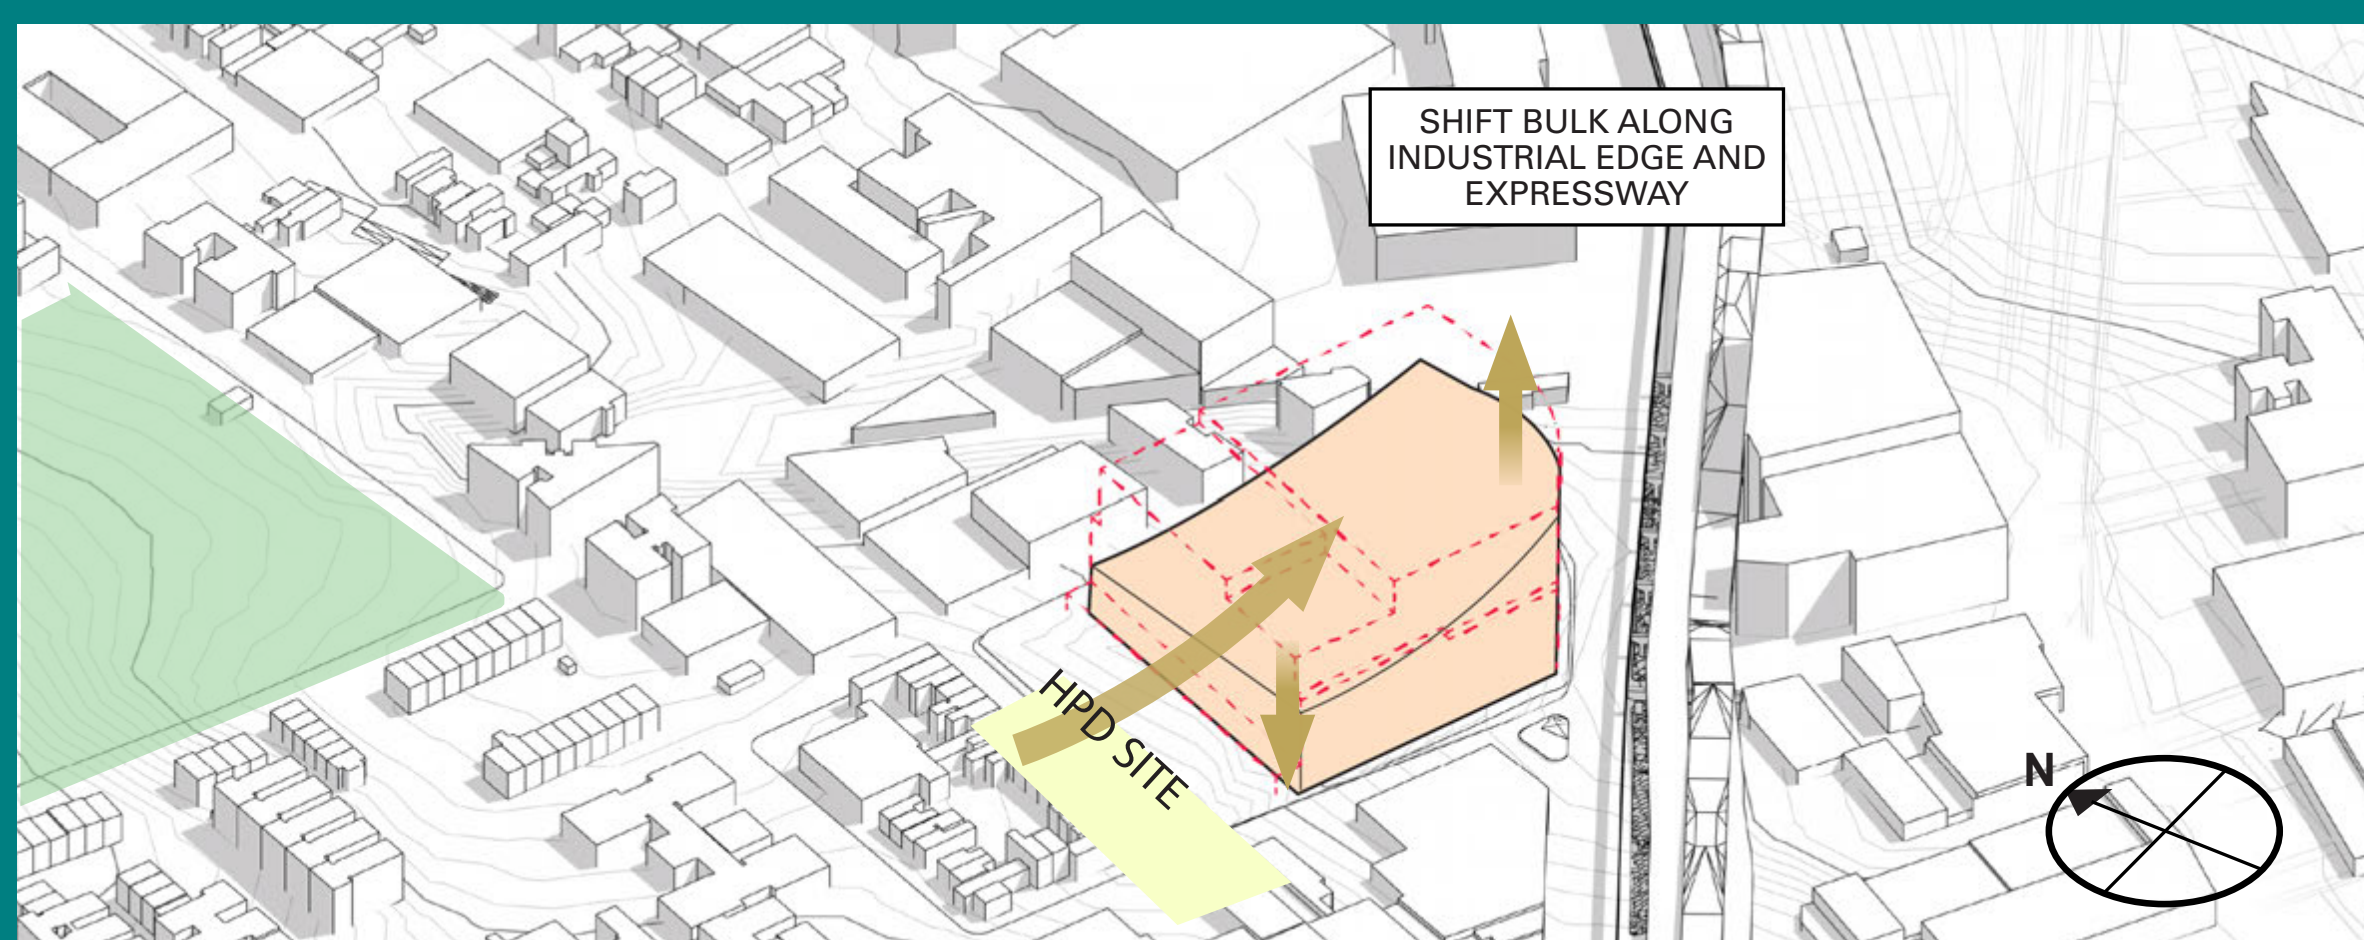 SHIFT BULK ALONG
INDUSTRIAL EDGE AND
EXPRESSWAY
HPD SITE
N